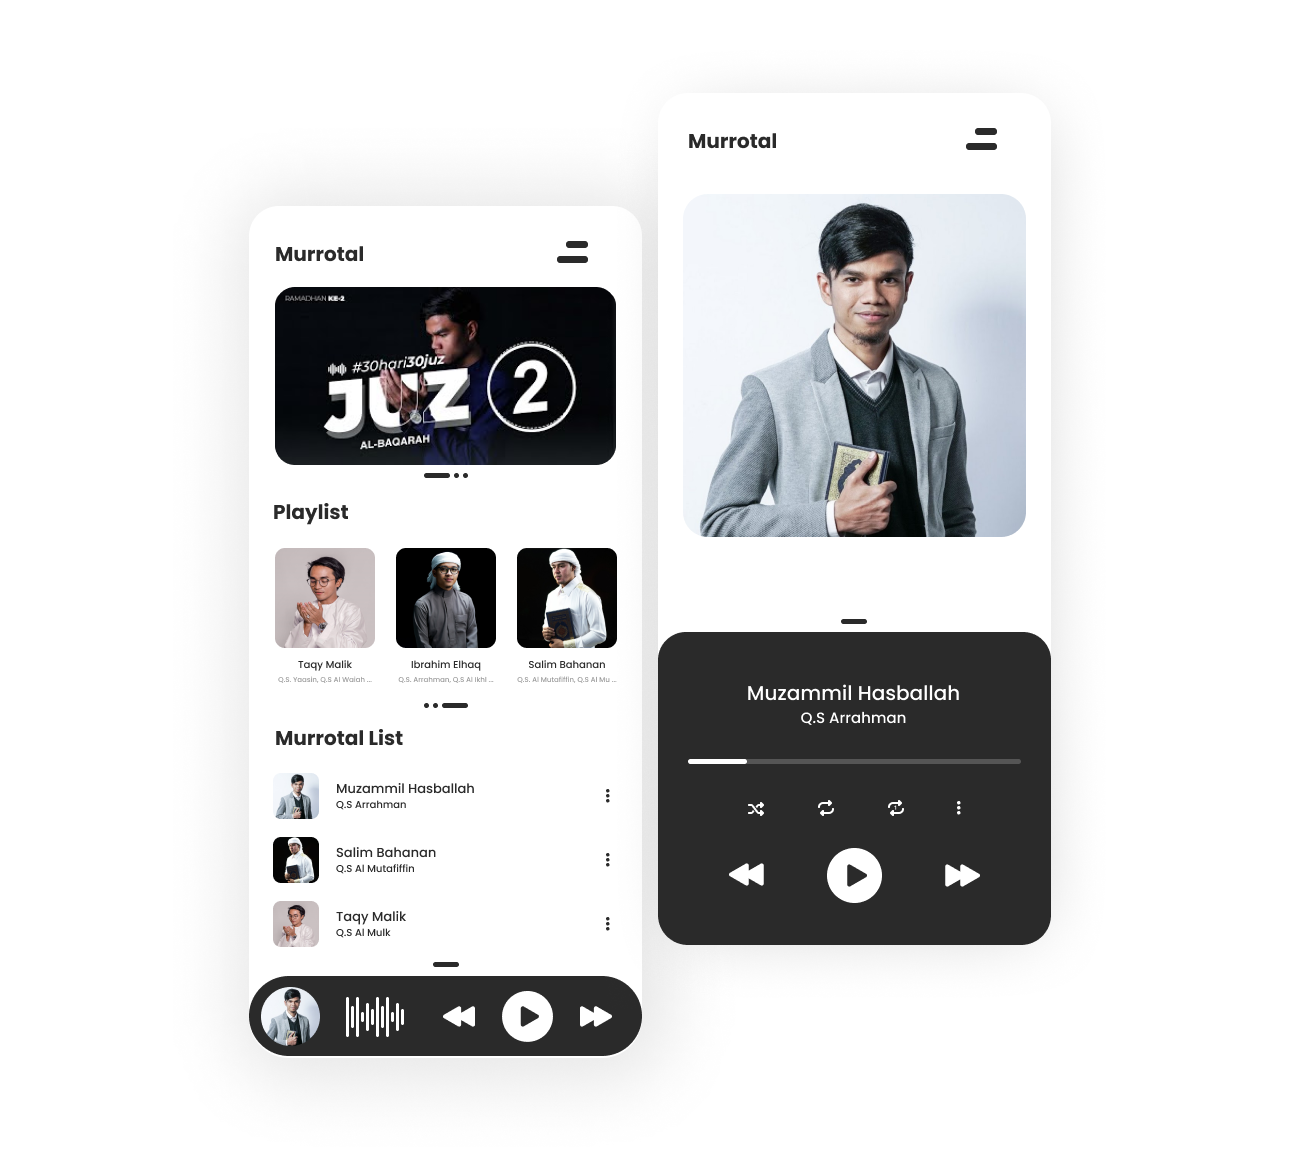 Murrotal
RAMADHAN KE-2
#30hari30juz
JUZ 2
AL-BAQARAH
Playlist
Taqy Malik
Q.S. Yaasin, Q.S Al Waiah ...
Ibrahim Elhaq
Q.S. Arrahman, Q.S Al Ikhl ...
Salim Bahanan
Q.S. Al Mutafiffin, Q.S Al Mu ...
Murrotal List
Muzammil Hasballah
Q.S Arrahman
Salim Bahanan
Q.S Al Mutafiffin
Taqy Malik
Q.S Al Mulk
Murrotal
Muzammil Hasballah
Q.S Arrahman